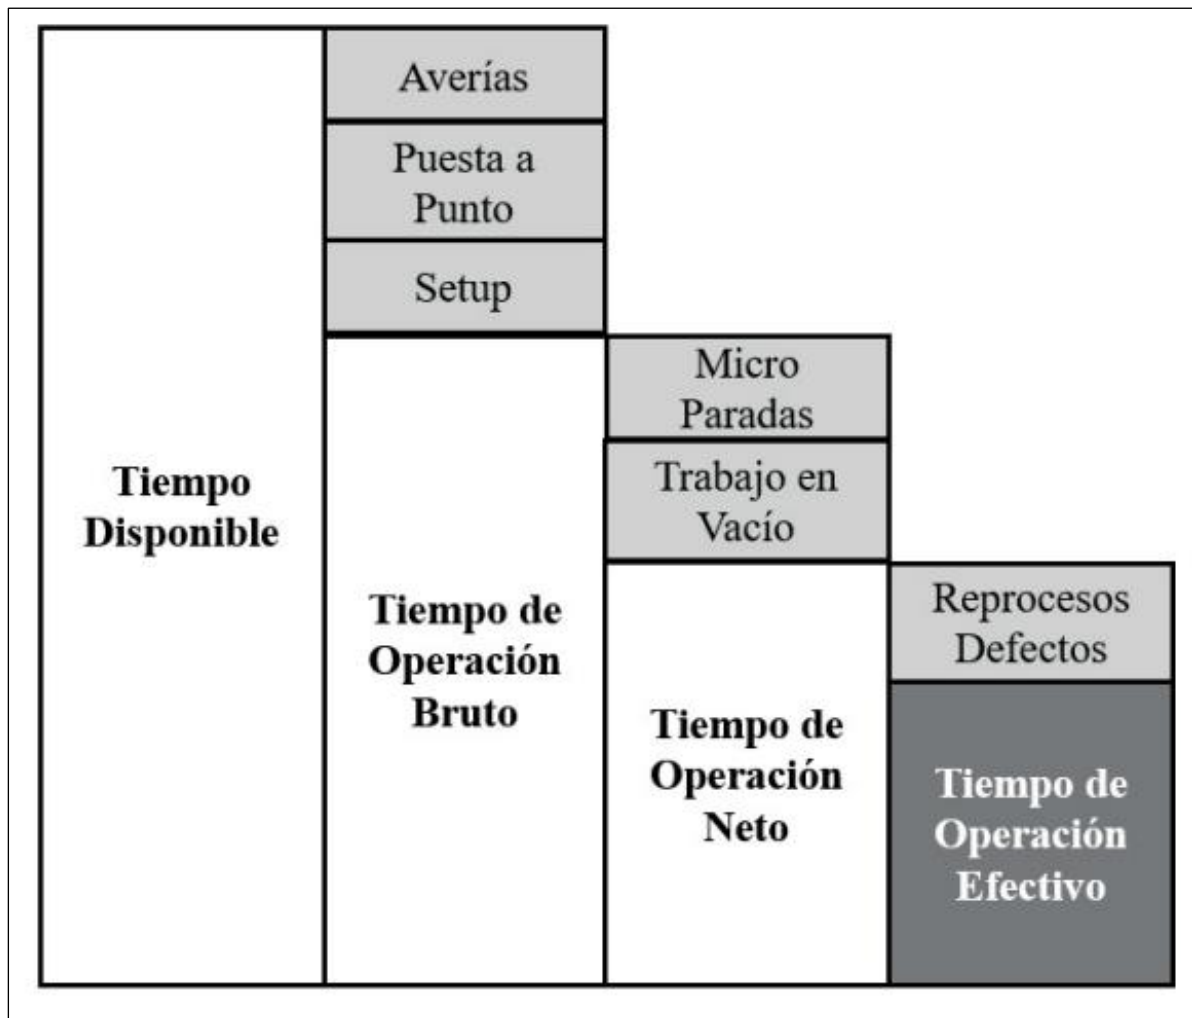 Tiempo
Disponible
Averías
Puesta a
Punto
Setup
Tiempo de
Operación
Bruto
Micro
Paradas
Trabajo en
Vacío
Tiempo de
Operación
Neto
Reprocesos
Defectos
Tiempo de
Operación
Efectivo